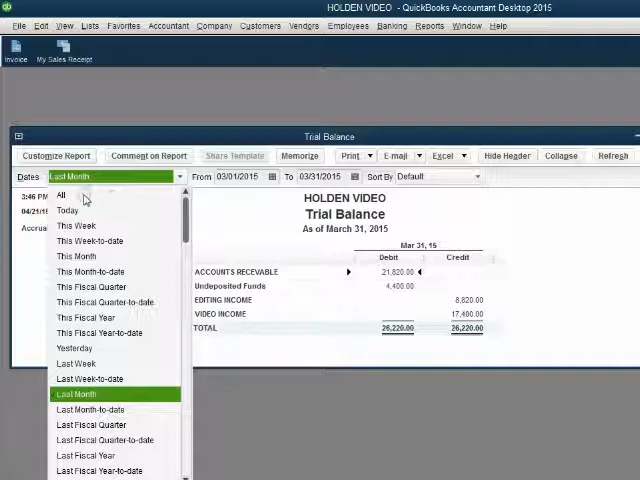 HOLDEN VIDEO - QuickBooks Accountant Desktop 2015
File Edit View Lists Favorites Accountant Company Customers Vendors Employees Banking Reports Window Help
Invoice My Sales Receipt
Trial Balance
Customize Report Comment on Report Share Template Memorize Print E-mail Excel Hide Header Collapse Refresh
Dates Last Month From 03/01/2015 To 03/31/2015 Sort By Default
3:46 PM
04/21/15
Accrua
All
Today
This Week
This Week-to-date
This Month
This Month-to-date
This Fiscal Quarter
This Fiscal Quarter-to-date
This Fiscal Year
This Fiscal Year-to-date
Yesterday
Last Week
Last Week-to-date
Last Month
Last Month-to-date
Last Fiscal Quarter
Last Fiscal Quarter-to-date
Last Fiscal Year
Last Fiscal Year-to-date
HOLDEN VIDEO
Trial Balance
As of March 31, 2015
Mar 31, 15
Debit Credit
ACCOUNTS RECEVABLE 21,820.00
Undeposited Funds 4,400.00
EDITING INCOME 8,820.00
VIDEO INCOME 17,400.00
TOTAL 26,220.00 26,220.00